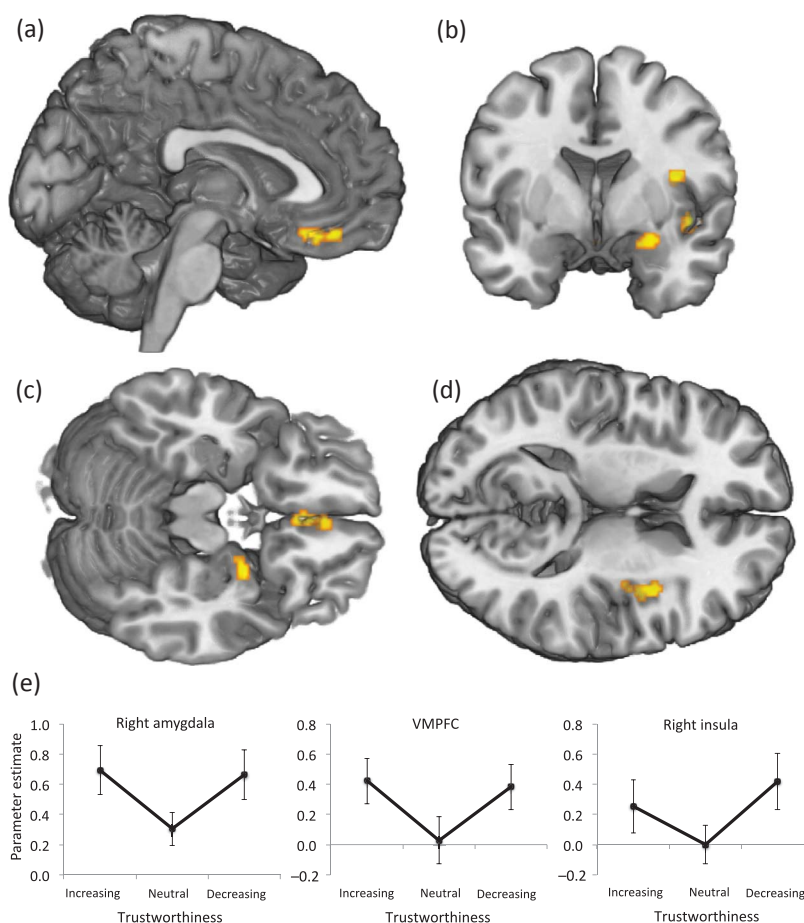 (a)
(b)
(c)
(d)
(e)
Right amygdala
Parameter estimate
1.0
0.8
0.6
0.4
0.2
0.0
Increasing Neutral Decreasing
Trustworthiness
VMPFC
0.8
0.6
0.4
0.2
0.0
–0.2
Increasing Neutral Decreasing
Trustworthiness
Right insula
0.8
0.6
0.4
0.2
0.0
–0.2
Increasing Neutral Decreasing
Trustworthiness